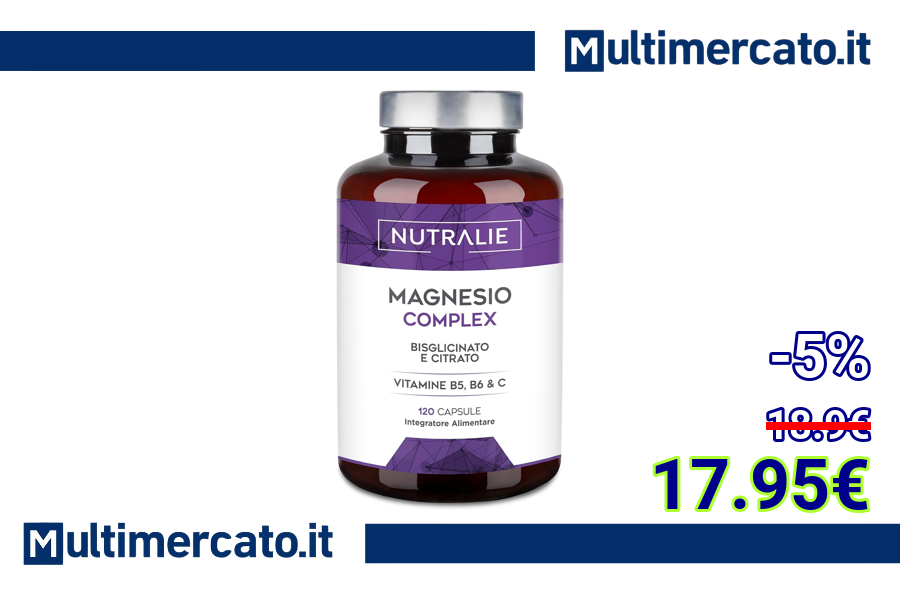 Multimercato.it
NUTRALIE
MAGNESIO
COMPLEX
BISGLICINATO
E CITRATO
VITAMINE B5, B6 & C
120 CAPSULE
Integratore Alimentare
-5%
18.9€
17.95€
Multimercato.it